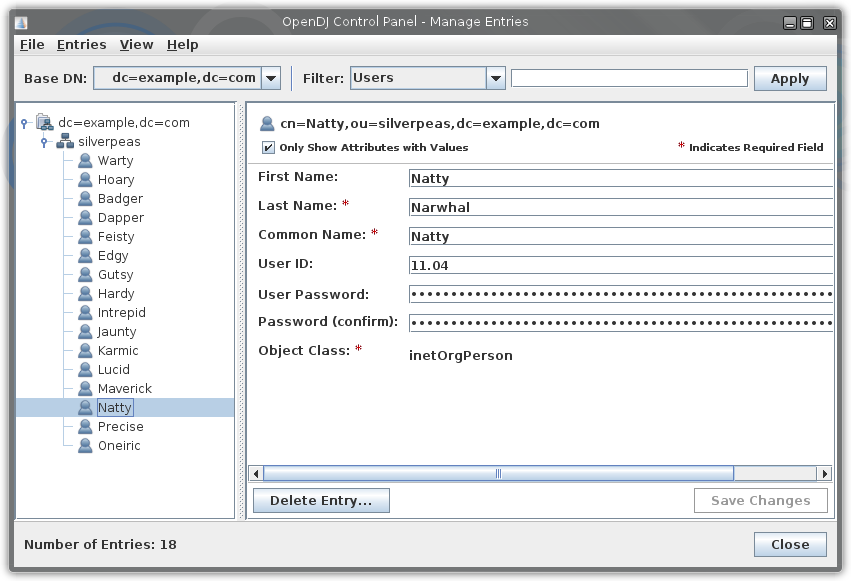 OpenDJ Control Panel - Manage Entries
File Entries View Help
Base DN: dc=example,dc=com Filter: Users Apply
dc=example,dc=com
silverpeas
Warty
Hoary
Badger
Dapper
Feisty
Edgy
Gutsy
Hardy
Intrepid
Jaunty
Karmic
Lucid
Maverick
Natty
Precise
Oneiric
cn=Natty,ou=silverpeas,dc=example,dc=com
Only Show Attributes with Values * Indicates Required Field
First Name: Natty
Last Name: * Narwhal
Common Name: * Natty
User ID: 11.04
User Password: ••••••••••••••••••••••••••••••••••••••••••••••••
Password (confirm): ••••••••••••••••••••••••••••••••••••••••••••••••
Object Class: * inetOrgPerson
Delete Entry... Save Changes
Number of Entries: 18 Close